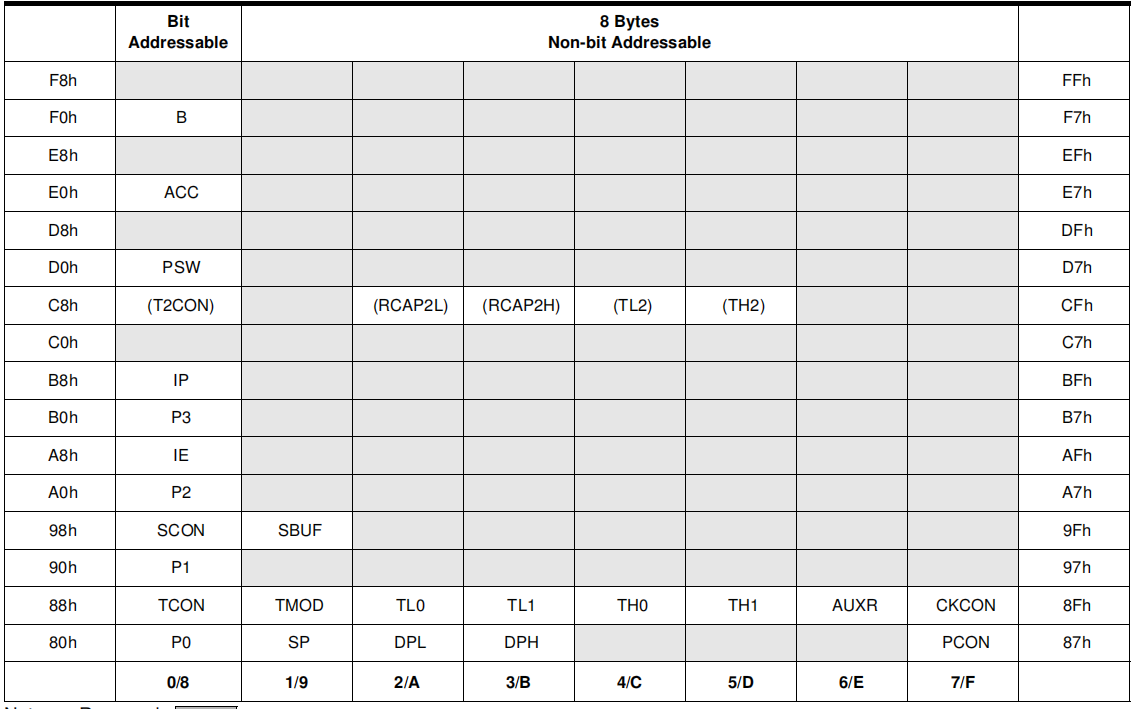 Bit Addressable 8 Bytes Non-bit Addressable
F8h FFh
F0h B F7h
E8h EFh
E0h ACC E7h
D8h DFh
D0h PSW D7h
C8h (T2CON) (RCAP2L) (RCAP2H) (TL2) (TH2) CFh
C0h C7h
B8h IP BFh
B0h P3 B7h
A8h IE AFh
A0h P2 A7h
98h SCON SBUF 9Fh
90h P1 97h
88h TCON TMOD TL0 TL1 TH0 TH1 AUXR CKCON 8Fh
80h P0 SP DPL DPH PCON 87h
0/8 1/9 2/A 3/B 4/C 5/D 6/E 7/F